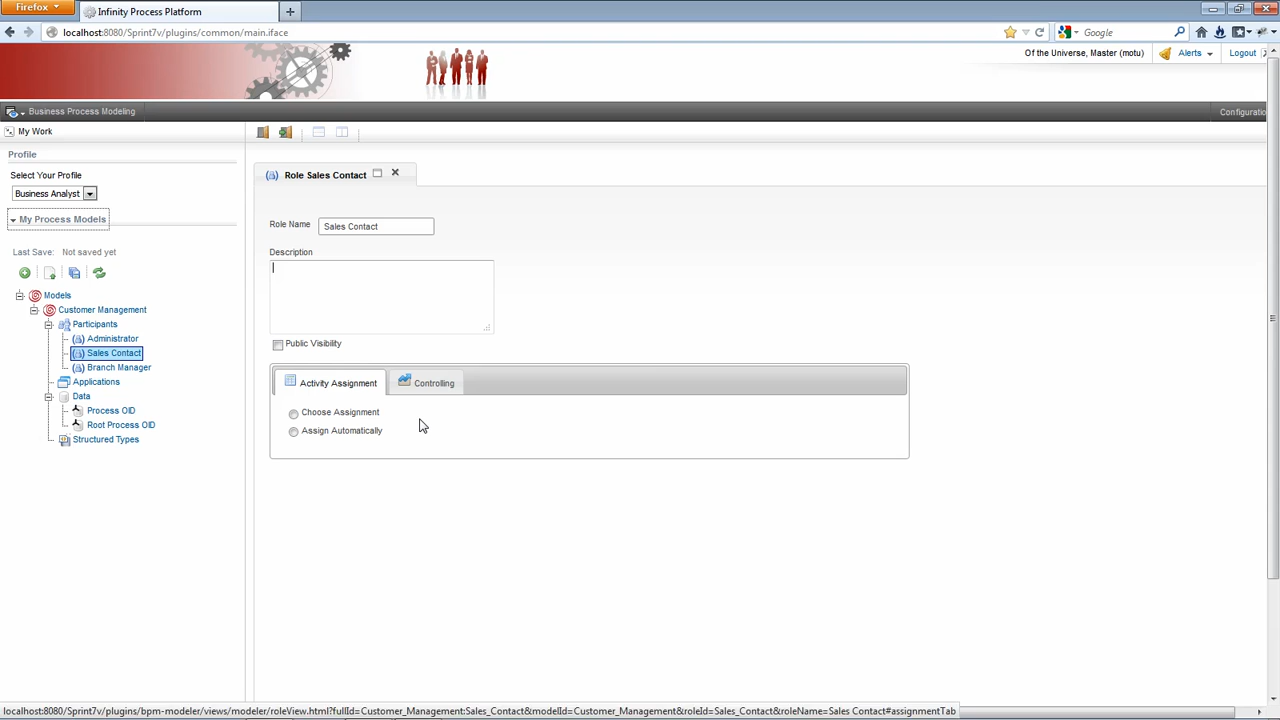 Firefox
Infinity Process Platform
localhost:8080/Sprint7v/plugins/common/main.iface
Google
Of the Universe, Master (motu)
Alerts
Logout
Business Process Modeling
Configuratio
My Work
Profile
Select Your Profile
Business Analyst
My Process Models
Last Save: Not saved yet
Models
Customer Management
Participants
Administrator
Sales Contact
Branch Manager
Applications
Data
Process OID
Root Process OID
Structured Types
Role Sales Contact
Role Name Sales Contact
Description
Public Visibility
Activity Assignment
Controlling
Choose Assignment
Assign Automatically
localhost:8080/Sprint7v/plugins/bpm-modeler/views/modeler/roleView.html?fullId=Customer_Management:Sales_Contact&modelId=Customer_Management&roleId=Sales_Contact&roleName=Sales Contact#assignmentTab